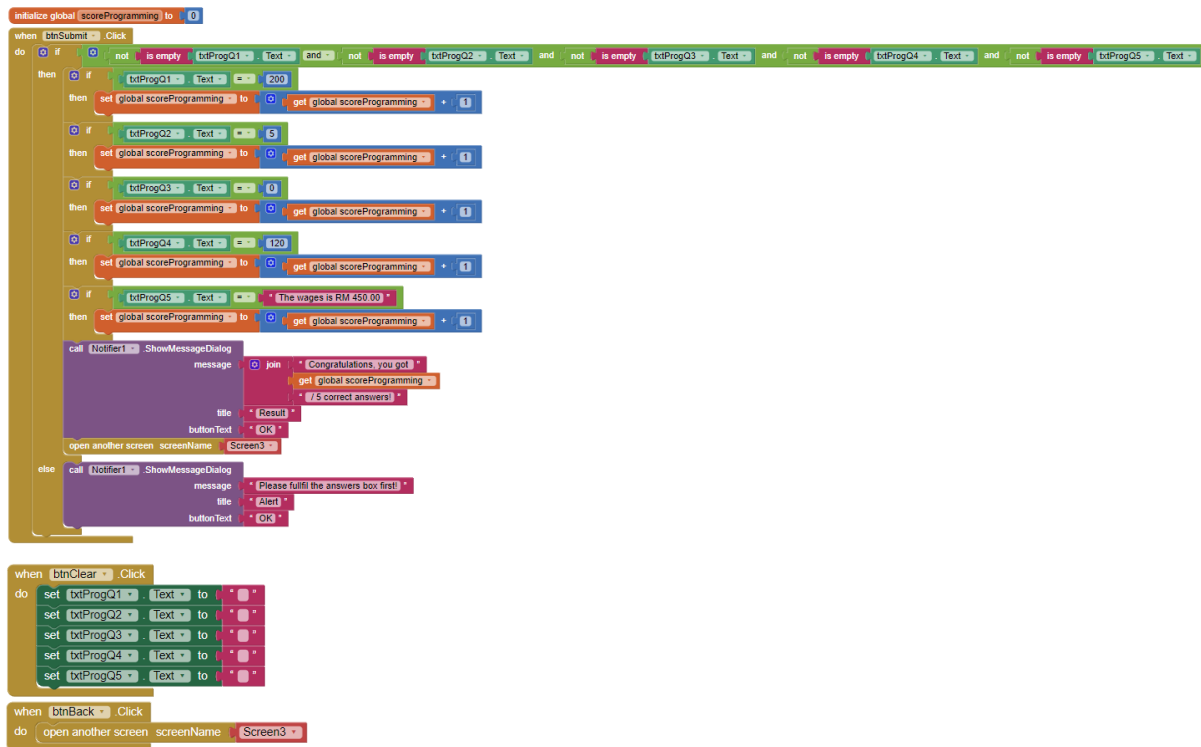 initialize global scoreProgramming to 0
when btnSubmit .Click
do if not is empty txtProgQ1 . Text and not is empty txtProgQ2 . Text and not is empty txtProgQ3 . Text and not is empty txtProgQ4 . Text and not is empty txtProgQ5 . Text
then if txtProgQ1 . Text = 200
then set global scoreProgramming to get global scoreProgramming + 1
if txtProgQ2 . Text = 5
then set global scoreProgramming to get global scoreProgramming + 1
if txtProgQ3 . Text = 0
then set global scoreProgramming to get global scoreProgramming + 1
if txtProgQ4 . Text = 120
then set global scoreProgramming to get global scoreProgramming + 1
if txtProgQ5 . Text = " The wages is RM 450.00 "
then set global scoreProgramming to get global scoreProgramming + 1
call Notifier1 .ShowMessageDialog
message join " Congratulations, you got "
get global scoreProgramming
" / 5 correct answers! "
title " Result "
buttonText " OK "
open another screen screenName Screen3
else call Notifier1 .ShowMessageDialog
message " Please fullfil the answers box first! "
title " Alert "
buttonText " OK "
when btnClear .Click
do set txtProgQ1 . Text to " "
set txtProgQ2 . Text to " "
set txtProgQ3 . Text to " "
set txtProgQ4 . Text to " "
set txtProgQ5 . Text to " "
when btnBack .Click
do open another screen screenName Screen3